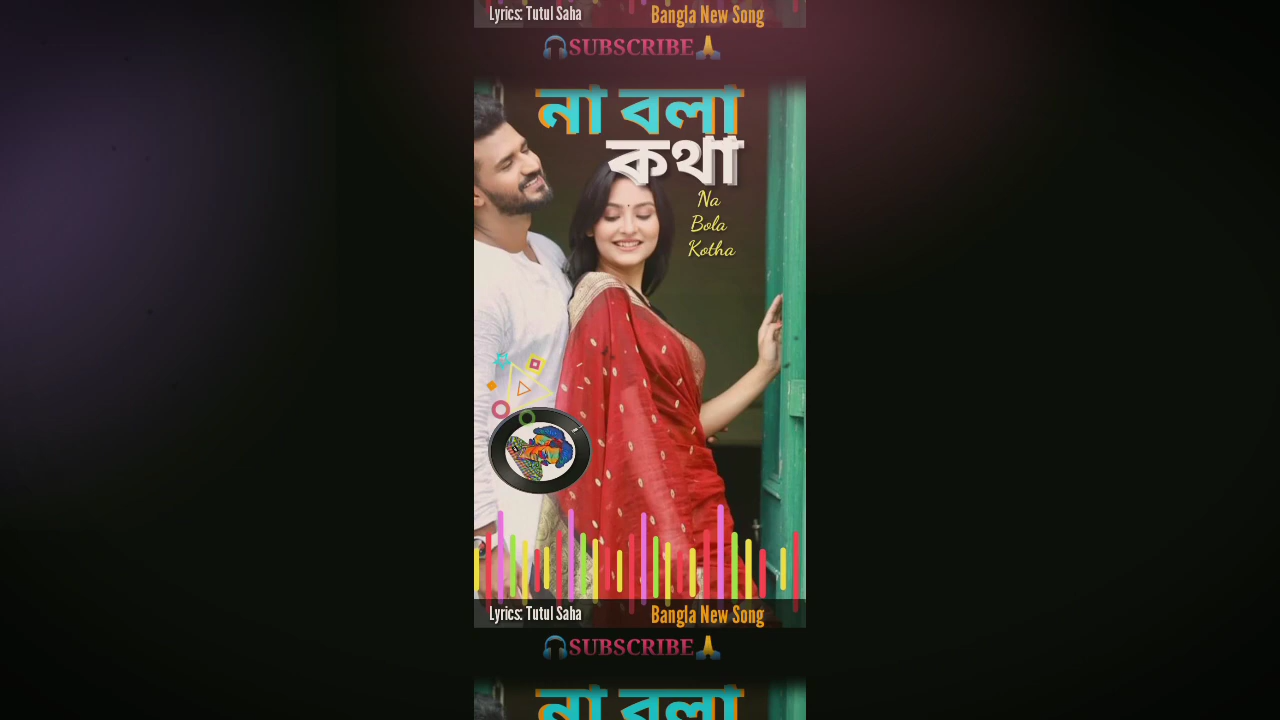 Lyrics: Tutul Saha
Bangla New Song
🎧SUBSCRIBE🙏
না বলা
কথা
Na
Bola
Kotha
Lyrics: Tutul Saha
Bangla New Song
🎧SUBSCRIBE🙏
না বলা